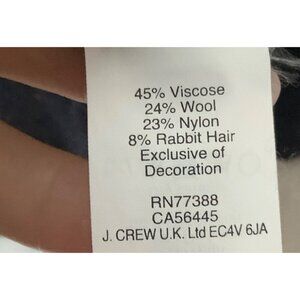 45% Viscose
24% Wool
23% Nylon
8% Rabbit Hair
Exclusive of
Decoration
RN77388
CA56445
J. CREW U.K. Ltd EC4V 6JA